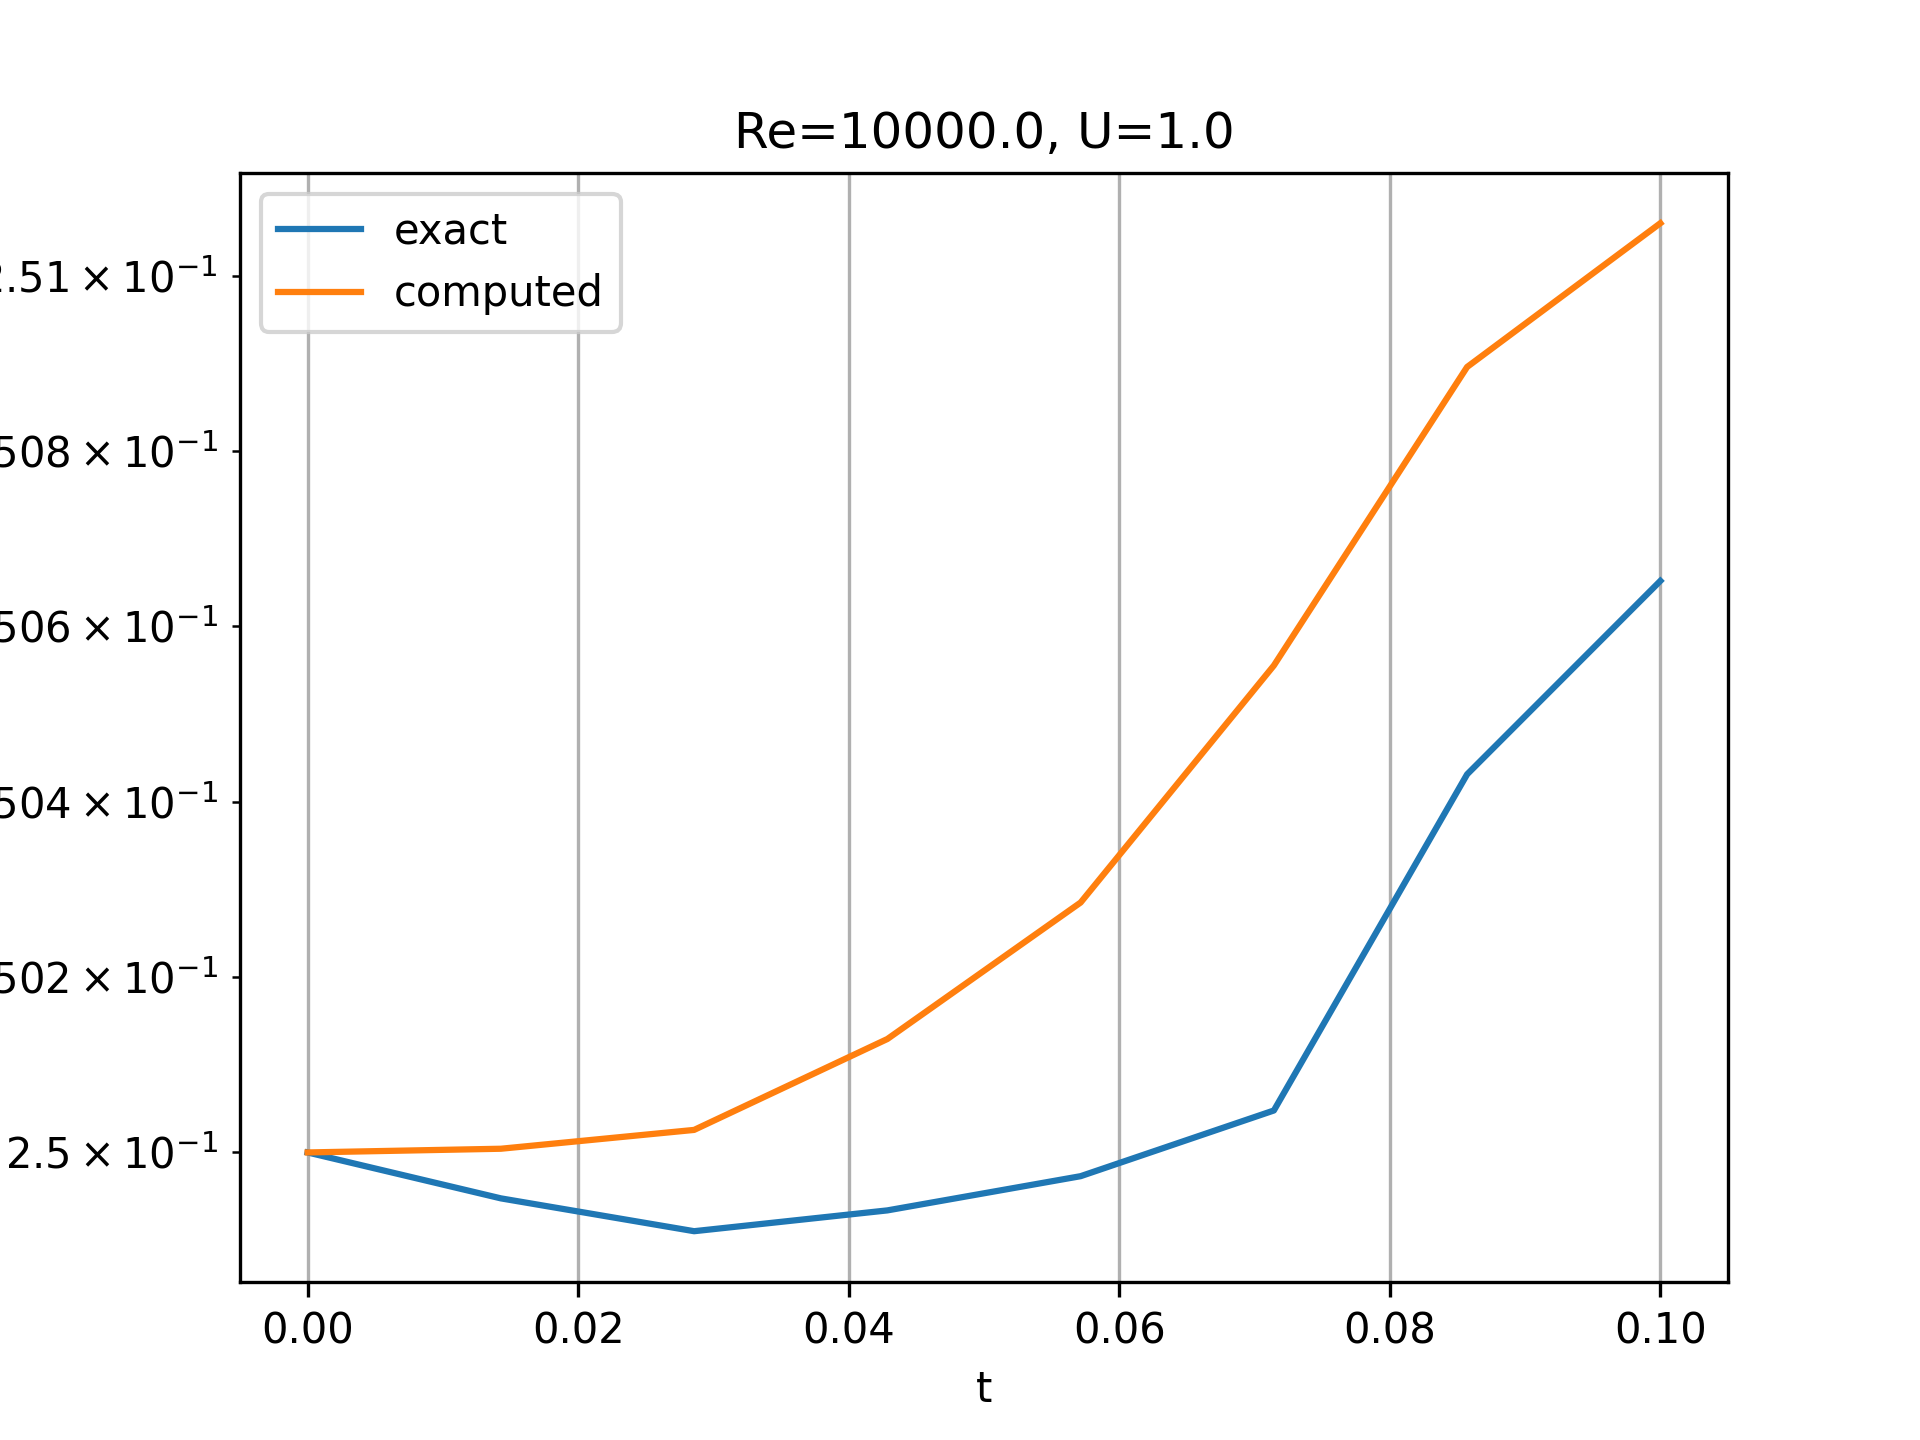 Re=10000.0, U=1.0
exact
computed
.51 × 10⁻¹
508 × 10⁻¹
506 × 10⁻¹
504 × 10⁻¹
502 × 10⁻¹
2.5 × 10⁻¹
0.00 0.02 0.04 0.06 0.08 0.10
t